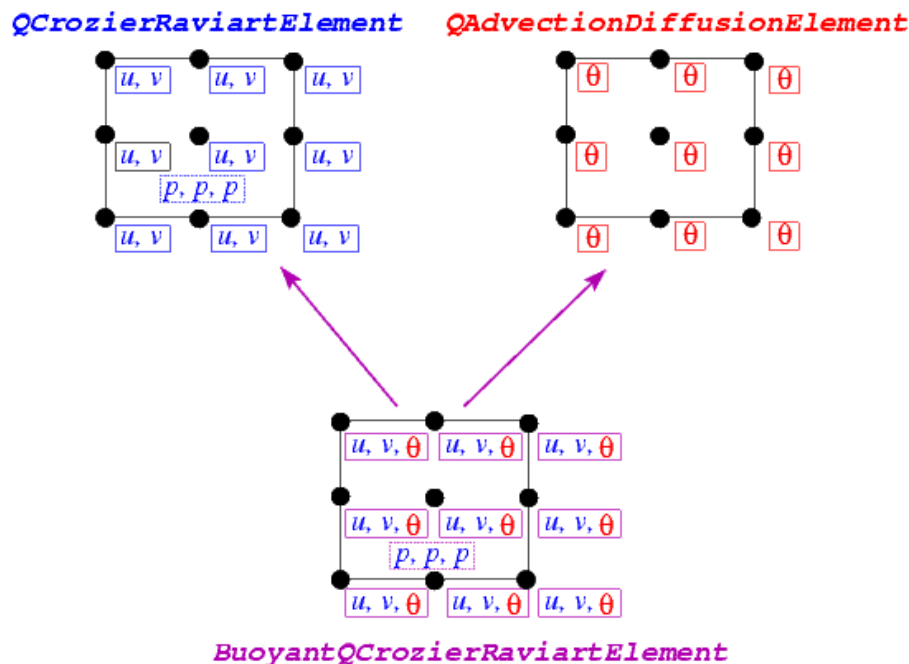 QCrozierRaviartElement QAdvectionDiffusionElement
u, v u, v u, v θ θ θ
u, v u, v u, v θ θ θ
p, p, p
u, v u, v u, v θ θ θ
u, v, θ u, v, θ u, v, θ
u, v, θ u, v, θ u, v, θ
p, p, p
u, v, θ u, v, θ u, v, θ
BuoyantQCrozierRaviartElement